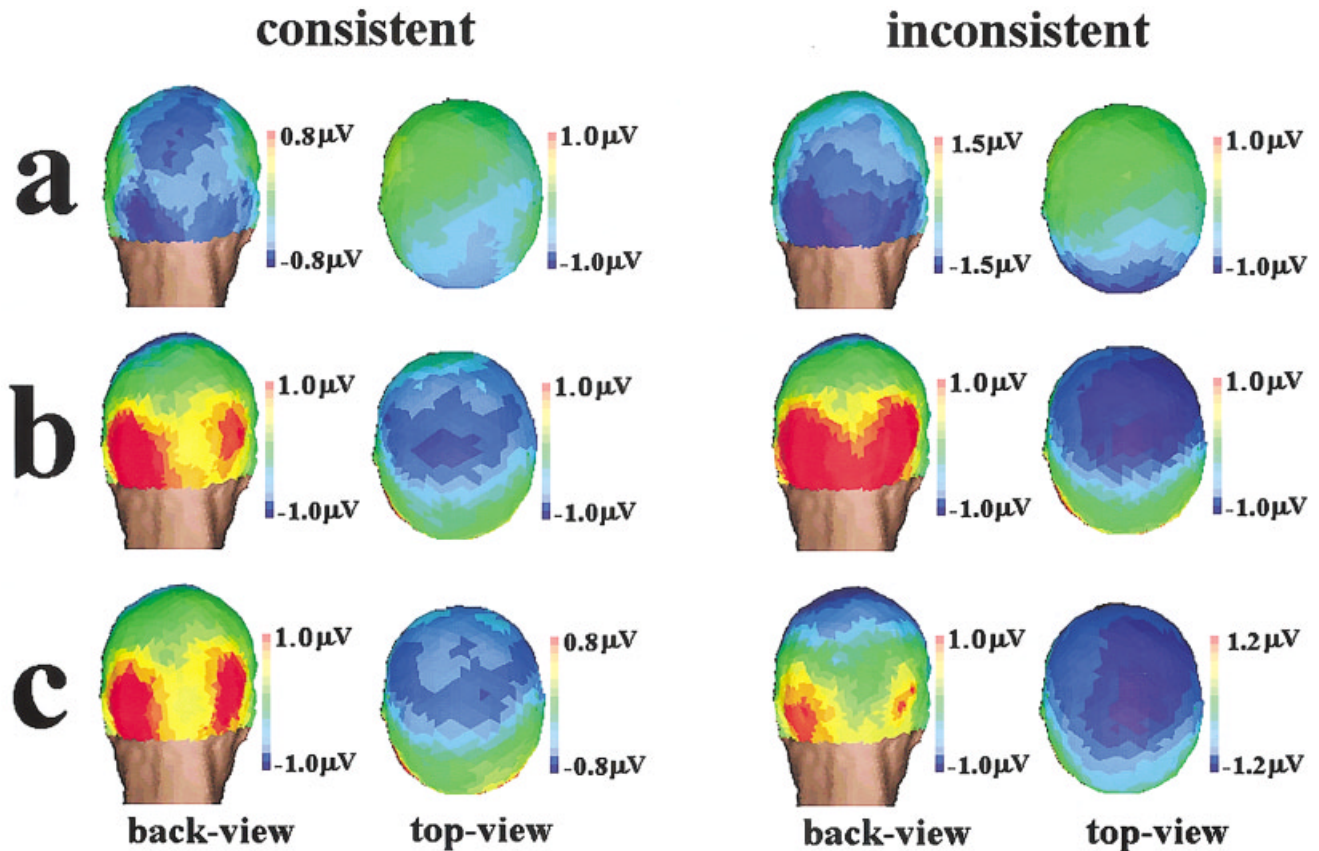 consistent inconsistent
a
0.8µV 1.0µV 1.5µV 1.0µV
-0.8µV -1.0µV -1.5µV -1.0µV
b
1.0µV 1.0µV 1.0µV 1.0µV
-1.0µV -1.0µV -1.0µV -1.0µV
c
1.0µV 0.8µV 1.0µV 1.2µV
-1.0µV -0.8µV -1.0µV -1.2µV
back-view top-view back-view top-view